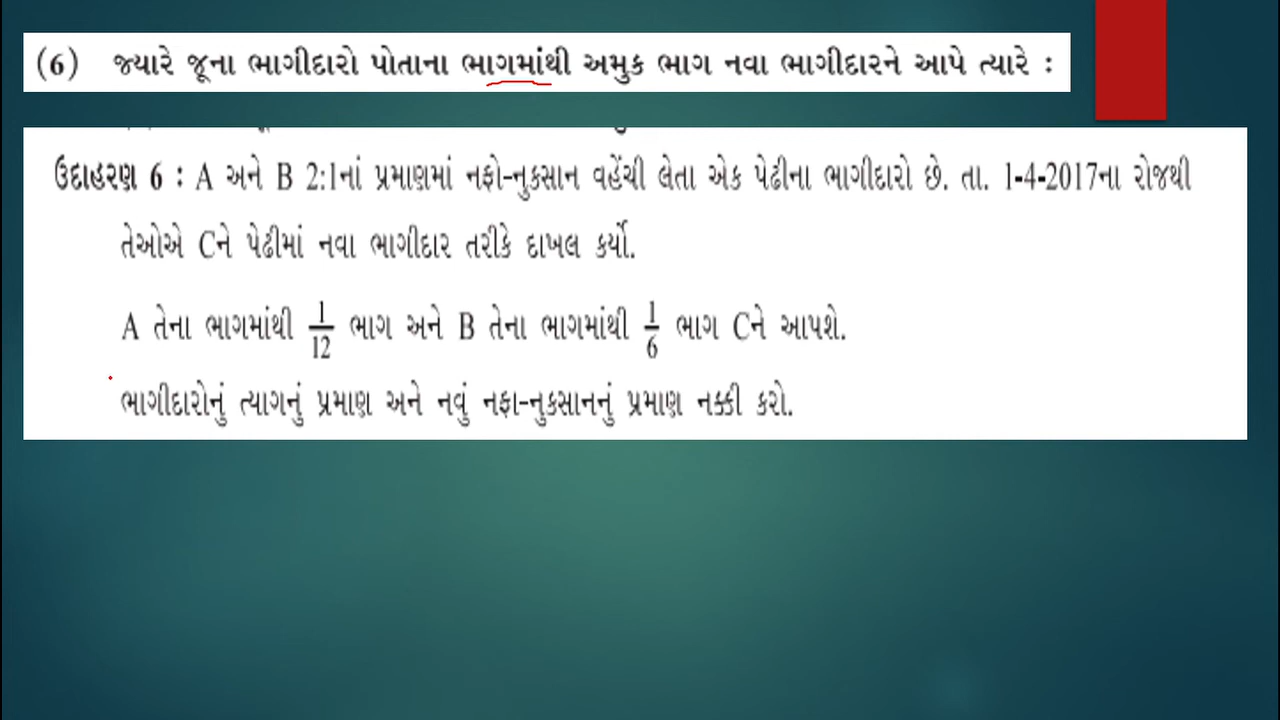 (6) જ્યારે જૂના ભાગીદારો પોતાના ભાગમાંથી અમુક ભાગ નવા ભાગીદારને આપે ત્યારે :
ઉદાહરણ 6 : A અને B 2:1નાં પ્રમાણમાં નફો-નુકસાન વહેંચી લેતા એક પેઢીના ભાગીદારો છે. તા. 1-4-2017ના રોજથી
તેઓએ Cને પેઢીમાં નવા ભાગીદાર તરીકે દાખલ કર્યો.
A તેના ભાગમાંથી 1/12 ભાગ અને B તેના ભાગમાંથી 1/6 ભાગ Cને આપશે.
ભાગીદારોનું ત્યાગનું પ્રમાણ અને નવું નફા-નુકસાનનું પ્રમાણ નક્કી કરો.